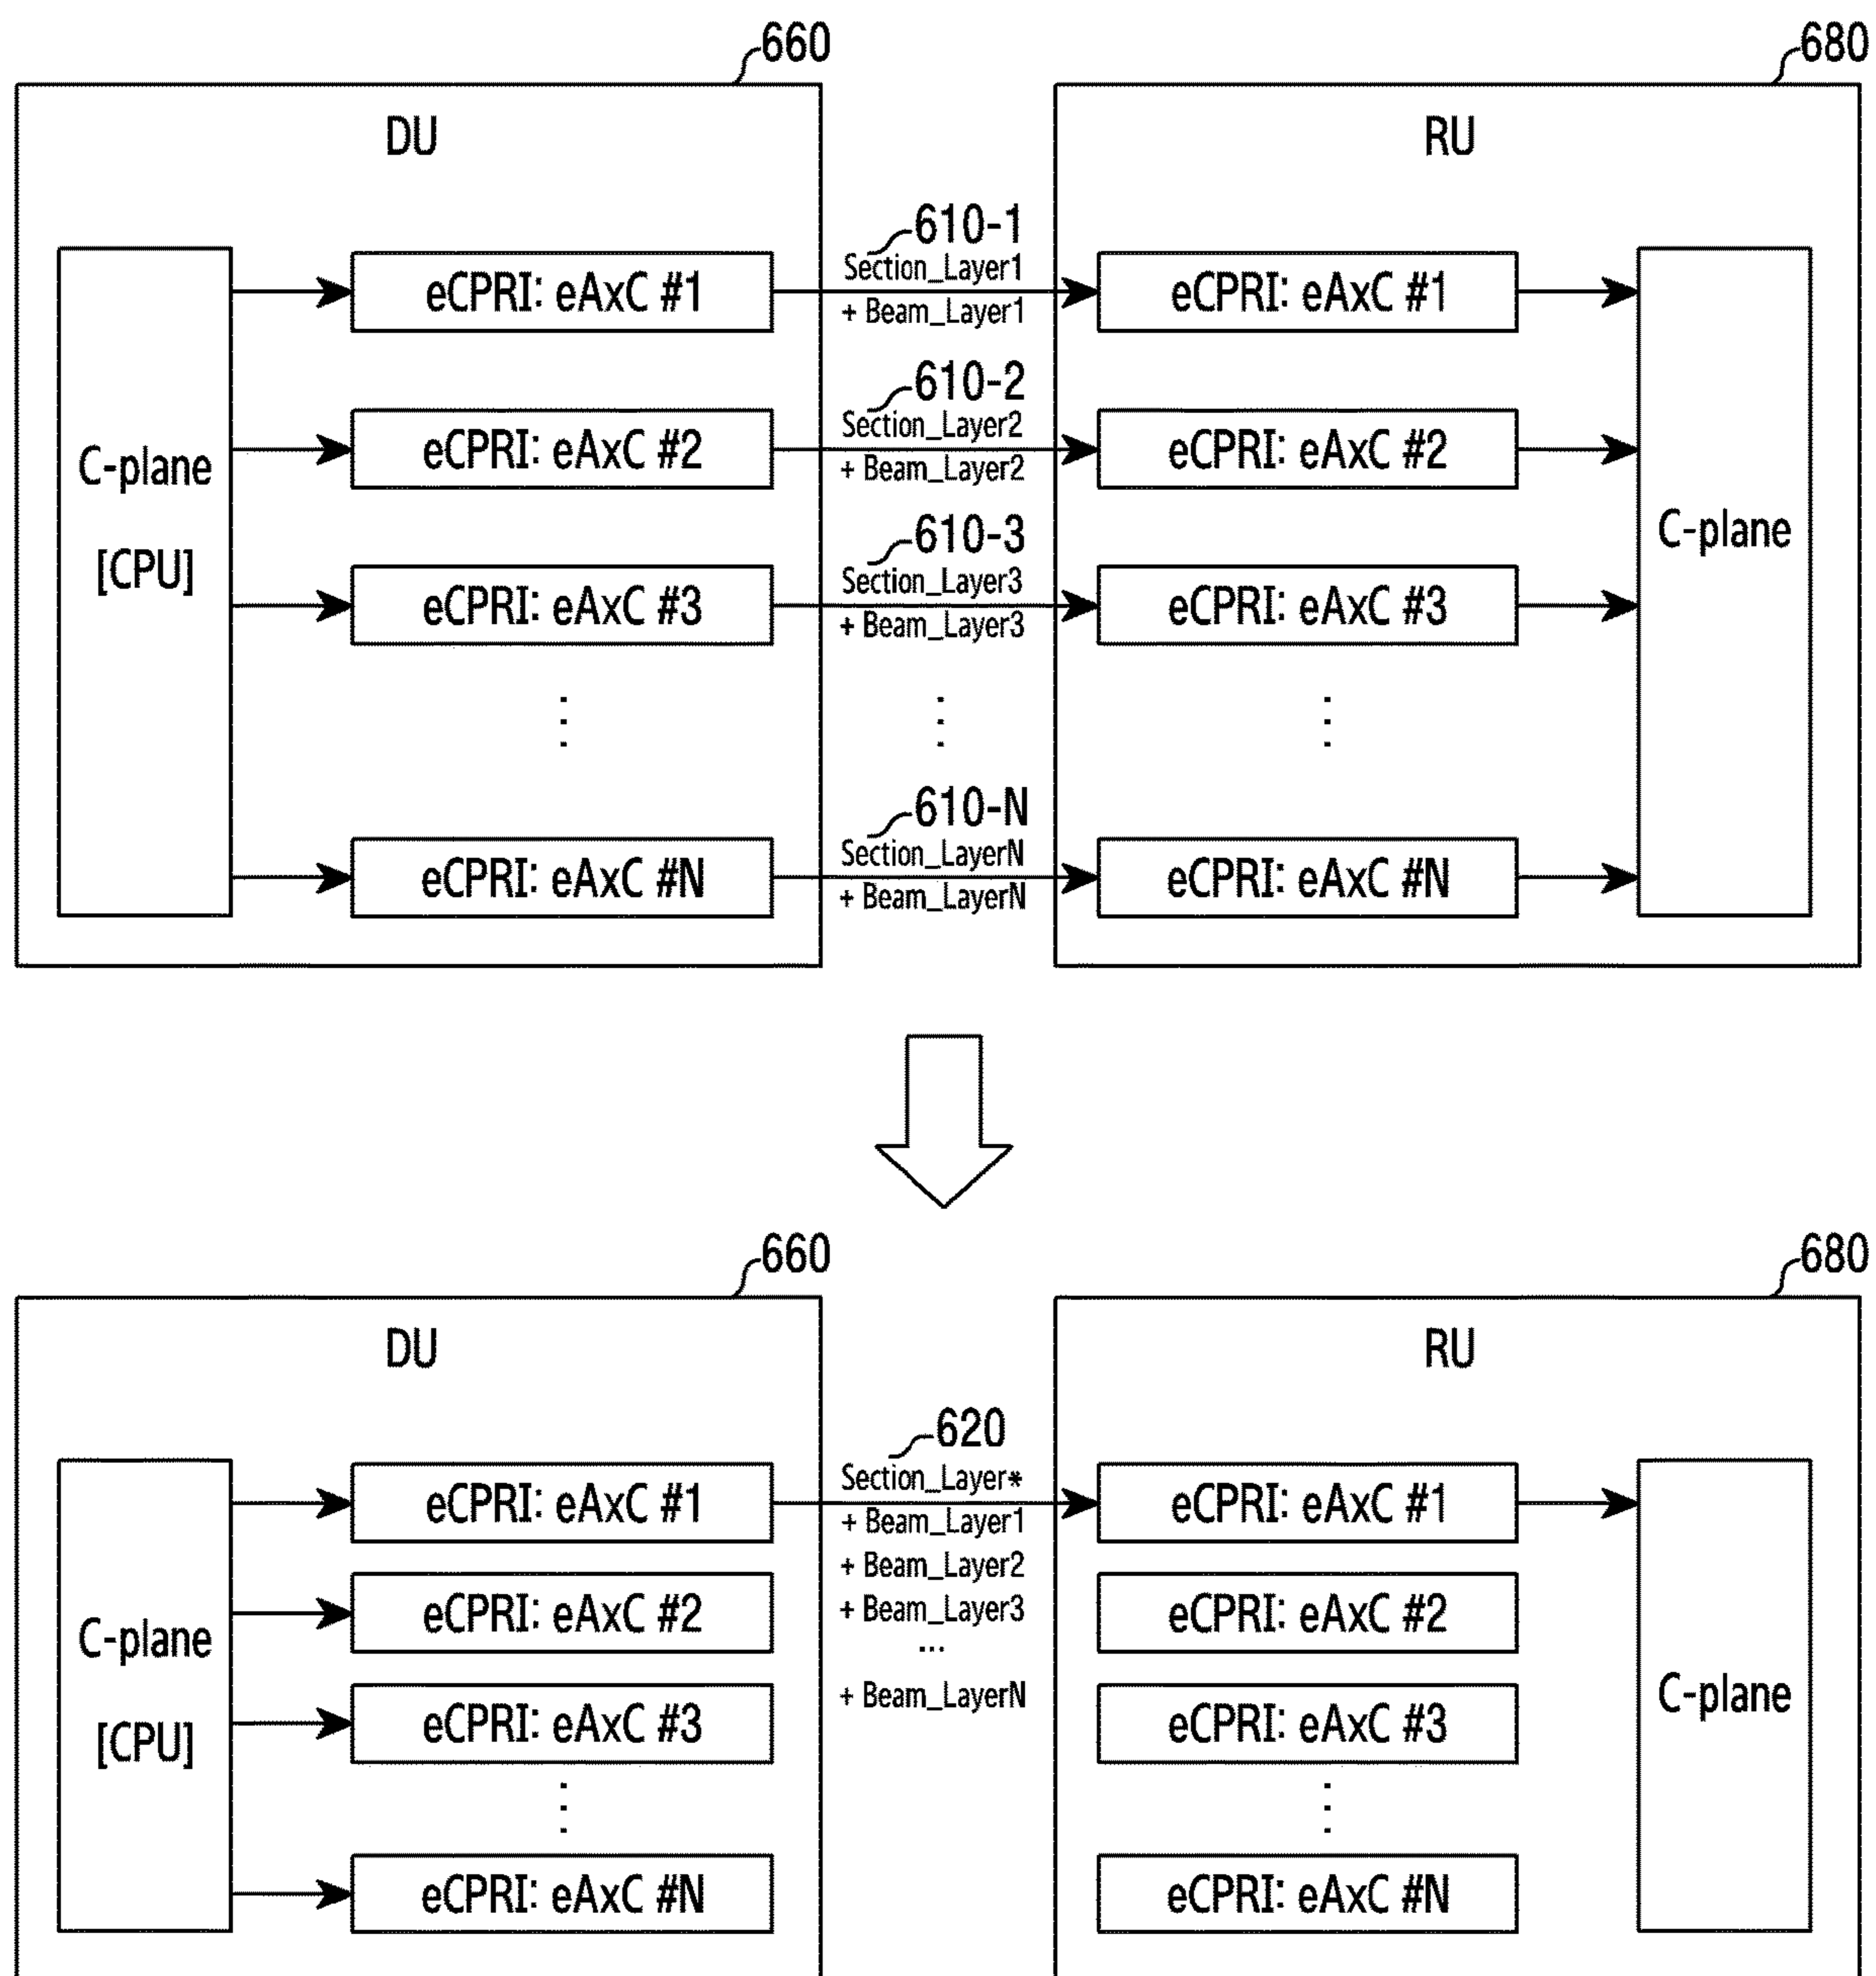 660
680
DU
RU
610-1
Section_Layer1
eCPRI: eAxC #1
eCPRI: eAxC #1
+ Beam_Layer1
610-2
Section_Layer2
eCPRI: eAxC #2
eCPRI: eAxC #2
+ Beam_Layer2
C-plane
[CPU]
C-plane
610-3
Section_Layer3
eCPRI: eAxC #3
eCPRI: eAxC #3
+ Beam_Layer3
610-N
Section_LayerN
eCPRI: eAxC #N
eCPRI: eAxC #N
+ Beam_LayerN
660
680
DU
RU
620
Section_Layer*
eCPRI: eAxC #1
eCPRI: eAxC #1
+ Beam_Layer1
+ Beam_Layer2
eCPRI: eAxC #2
eCPRI: eAxC #2
+ Beam_Layer3
...
C-plane
[CPU]
C-plane
+ Beam_LayerN
eCPRI: eAxC #3
eCPRI: eAxC #3
eCPRI: eAxC #N
eCPRI: eAxC #N